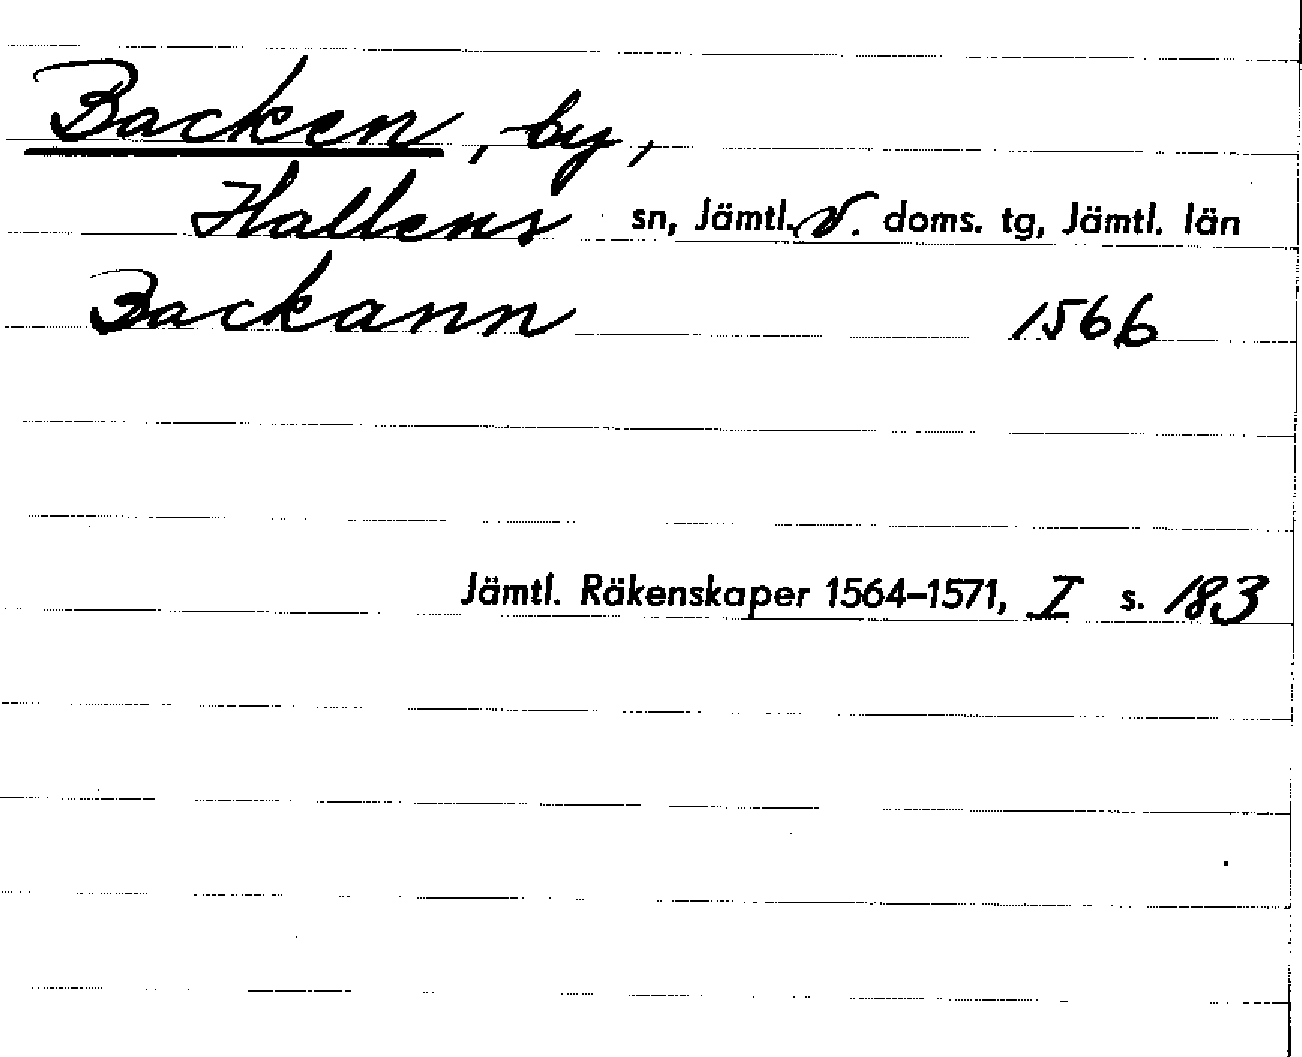 Backen, by,
Hallens sn, Jämtl. V. doms. tg, Jämtl. län
Backann 1566
Jämtl. Räkenskaper 1564–1571, I s. 183